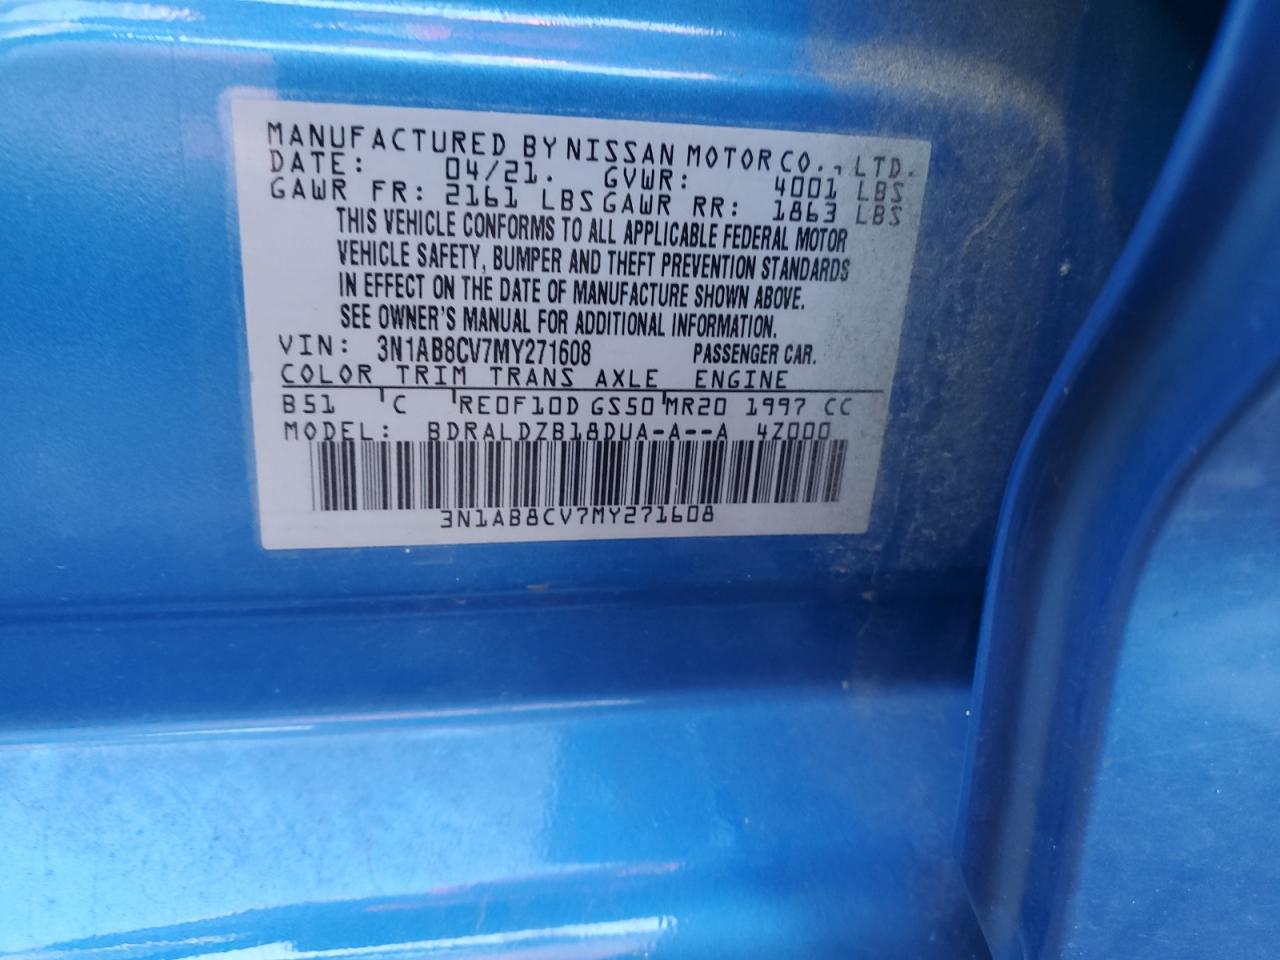 MANUFACTURED BY NISSAN MOTOR CO., LTD.
DATE: 04/21. GVWR: 4001 LBS
GAWR FR: 2161 LBS GAWR RR: 1863 LBS
THIS VEHICLE CONFORMS TO ALL APPLICABLE FEDERAL MOTOR
VEHICLE SAFETY, BUMPER AND THEFT PREVENTION STANDARDS
IN EFFECT ON THE DATE OF MANUFACTURE SHOWN ABOVE.
SEE OWNER'S MANUAL FOR ADDITIONAL INFORMATION.
VIN: 3N1AB8CV7MY271608 PASSENGER CAR.
COLOR TRIM TRANS AXLE ENGINE
B51 C RE0F10D GS50 MR20 1997 CC
MODEL: BDRALDZB18DUA-A--A 4Z000
3N1AB8CV7MY271608